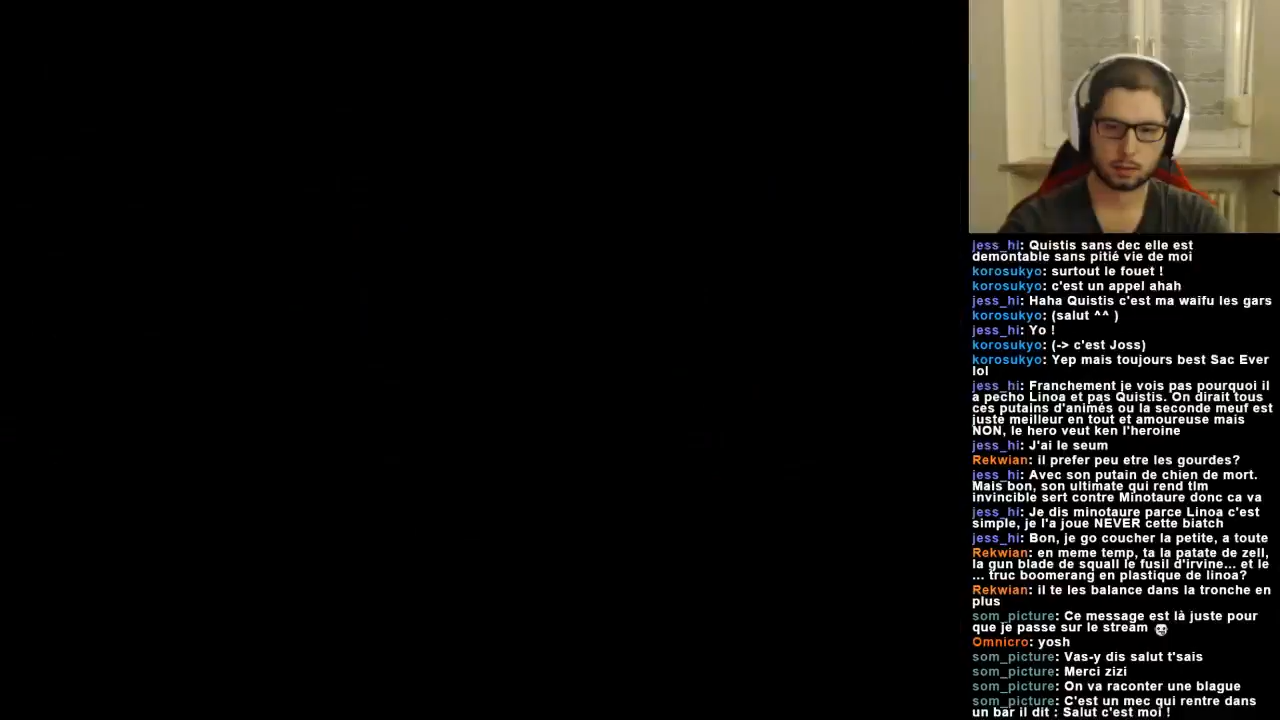 jess_hi: Quistis sans dec elle est
demontable sans pitié vie de moi
korosukyo: surtout le fouet !
korosukyo: c'est un appel ahah
jess_hi: Haha Quistis c'est ma waifu les gars
korosukyo: (salut ^^ )
jess_hi: Yo !
korosukyo: (-> c'est Joss)
korosukyo: Yep mais toujours best Sac Ever
lol
jess_hi: Franchement je vois pas pourquoi il
a pecho Linoa et pas Quistis. On dirait tous
ces putains d'animés ou la seconde meuf est
juste meilleur en tout et amoureuse mais
NON, le hero veut ken l'heroine
jess_hi: J'ai le seum
Rekwian: il prefer peu etre les gourdes?
jess_hi: Avec son putain de chien de mort.
Mais bon, son ultimate qui rend tlm
invincible sert contre Minotaure donc ca va
jess_hi: Je dis minotaure parce Linoa c'est
simple, je l'a joue NEVER cette biatch
jess_hi: Bon, je go coucher la petite, a toute
Rekwian: en meme temp, ta la patate de zell,
la gun blade de squall le fusil d'irvine... et le
... truc boomerang en plastique de linoa?
Rekwian: il te les balance dans la tronche en
plus
som_picture: Ce message est là juste pour
que je passe sur le stream
Omnicro: yosh
som_picture: Vas-y dis salut t'sais
som_picture: Merci zizi
som_picture: On va raconter une blague
som_picture: C'est un mec qui rentre dans
un bar il dit : Salut c'est moi !